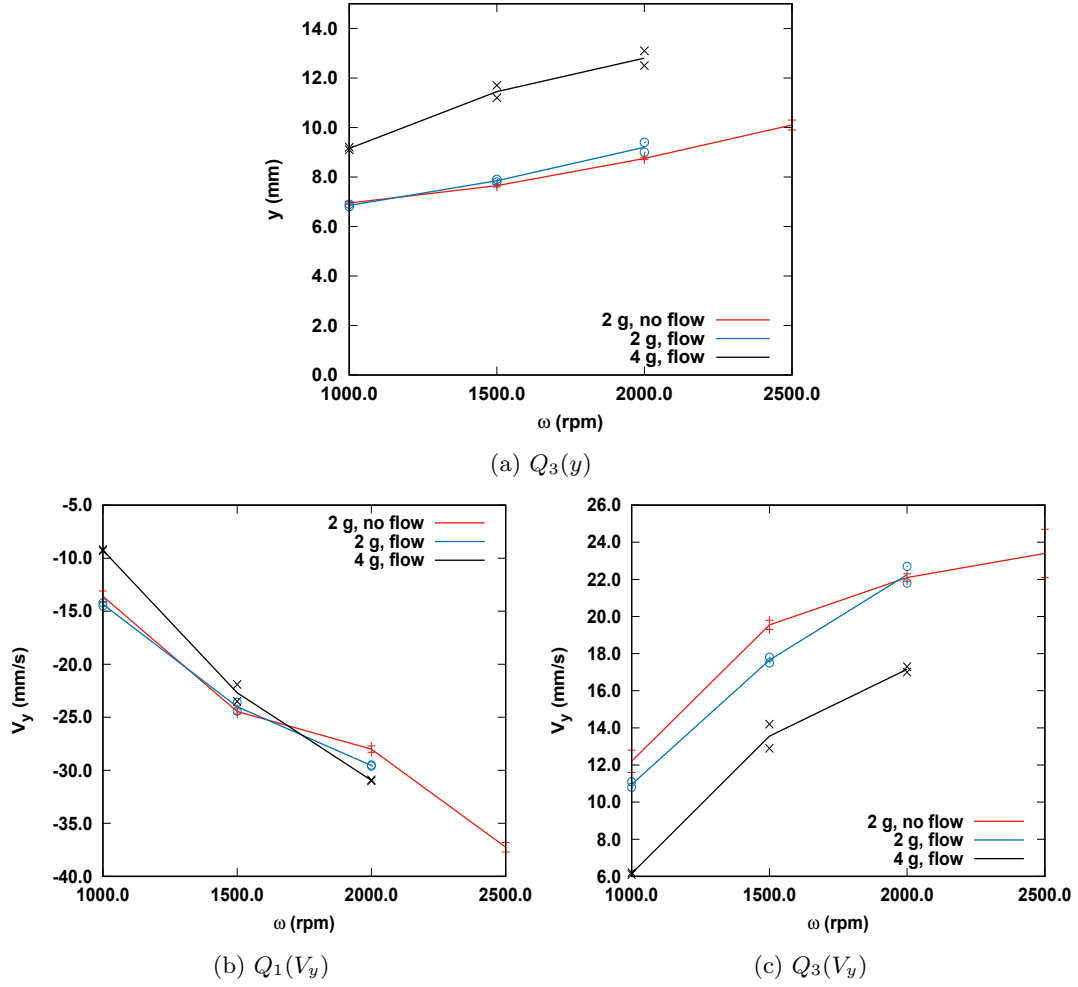 14.0
12.0
10.0
8.0
6.0
4.0
2.0
0.0
y (mm)
2 g, no flow
2 g, flow
4 g, flow
1000.0 1500.0 2000.0 2500.0
ω (rpm)
(a) Q₃(y)
-5.0
-10.0
-15.0
-20.0
-25.0
-30.0
-35.0
-40.0
V_y (mm/s)
2 g, no flow
2 g, flow
4 g, flow
1000.0 1500.0 2000.0 2500.0
ω (rpm)
(b) Q₁(V_y)
26.0
24.0
22.0
20.0
18.0
16.0
14.0
12.0
10.0
8.0
6.0
V_y (mm/s)
2 g, no flow
2 g, flow
4 g, flow
1000.0 1500.0 2000.0 2500.0
ω (rpm)
(c) Q₃(V_y)